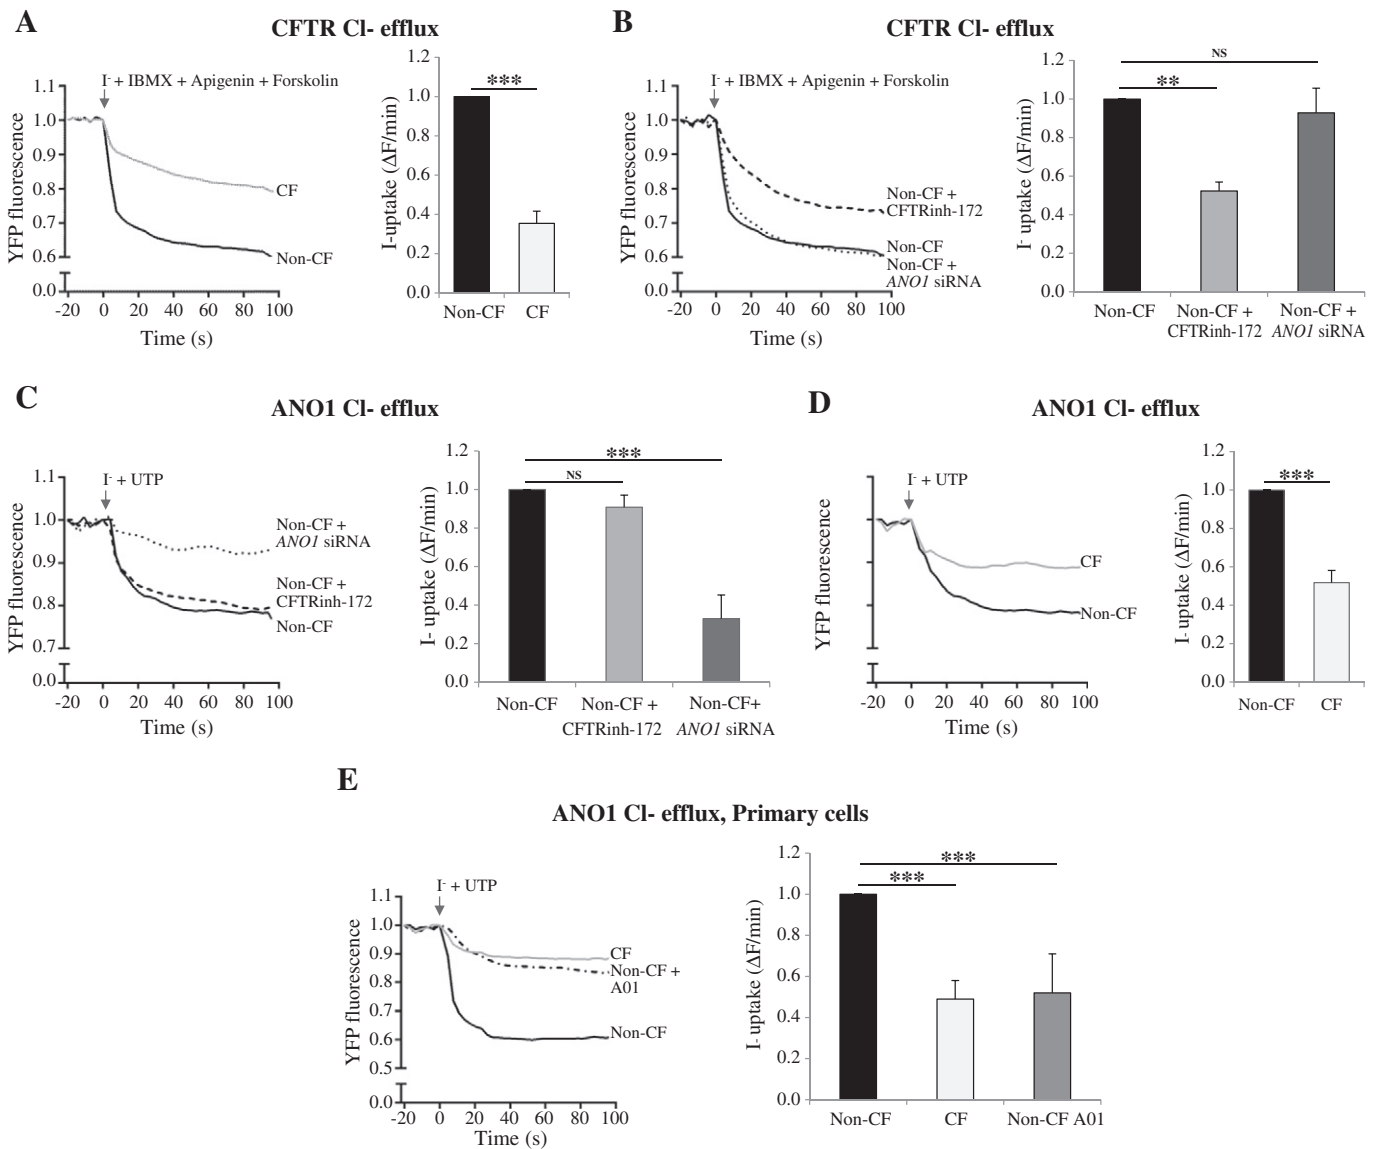 A
CFTR Cl- efflux
I- + IBMX + Apigenin + Forskolin
YFP fluorescence
1.1
1.0
0.9
0.8
0.7
0.6
0.0
CF
Non-CF
-20 0 20 40 60 80 100
Time (s)
I-uptake (ΔF/min)
1.2
1.0
0.8
0.6
0.4
0.2
0.0
***
Non-CF CF
B
CFTR Cl- efflux
I- + IBMX + Apigenin + Forskolin
YFP fluorescence
1.1
1.0
0.9
0.8
0.7
0.6
0.0
Non-CF +
CFTRinh-172
Non-CF
Non-CF +
ANO1 siRNA
-20 0 20 40 60 80 100
Time (s)
I- uptake (ΔF/min)
1.2
1.0
0.8
0.6
0.4
0.2
0.0
NS
**
Non-CF Non-CF + Non-CF +
CFTRinh-172 ANO1 siRNA
C
ANO1 Cl- efflux
I- + UTP
YFP fluorescence
1.1
1.0
0.9
0.8
0.7
0.0
Non-CF +
ANO1 siRNA
Non-CF +
CFTRinh-172
Non-CF
-20 0 20 40 60 80 100
Time (s)
I- uptake (ΔF/min)
1.2
1.0
0.8
0.6
0.4
0.2
0.0
***
NS
Non-CF Non-CF + Non-CF+
CFTRinh-172 ANO1 siRNA
D
ANO1 Cl- efflux
I- + UTP
YFP fluorescence
CF
Non-CF
-20 0 20 40 60 80 100
Time (s)
I- uptake (ΔF/min)
1.2
1.0
0.8
0.6
0.4
0.2
0.0
***
Non-CF CF
E
ANO1 Cl- efflux, Primary cells
I- + UTP
YFP fluorescence
1.1
1.0
0.9
0.8
0.7
0.6
0.5
0.0
CF
Non-CF +
A01
Non-CF
-20 0 20 40 60 80 100
Time (s)
I- uptake (ΔF/min)
1.2
1.0
0.8
0.6
0.4
0.2
0.0
***
***
Non-CF CF Non-CF A01